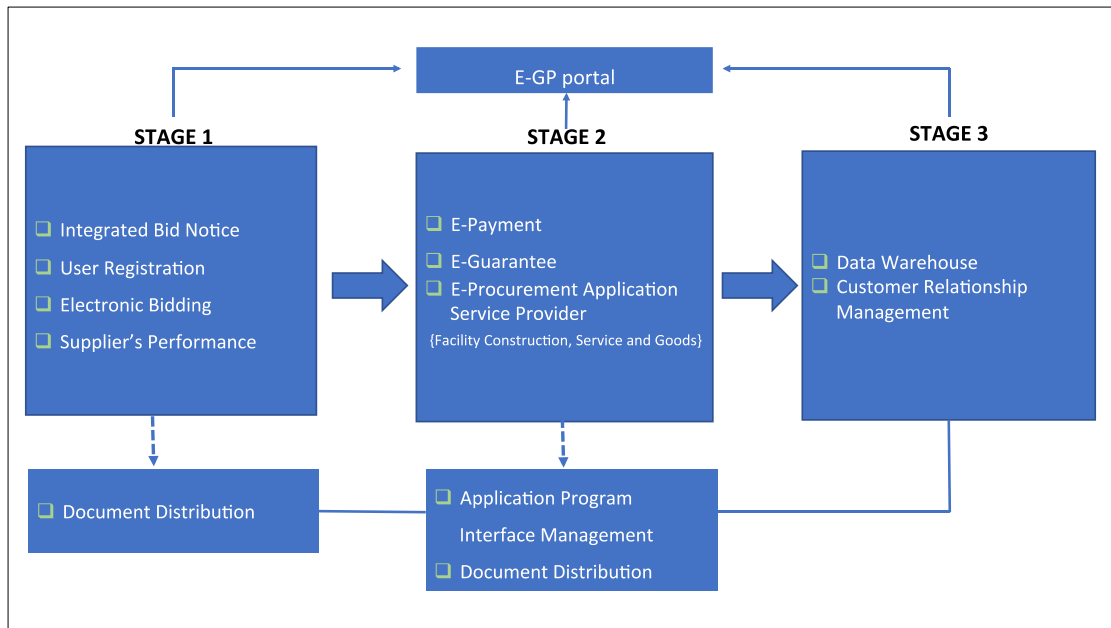 E-GP portal
STAGE 1
Integrated Bid Notice
User Registration
Electronic Bidding
Supplier’s Performance
Document Distribution
STAGE 2
E-Payment
E-Guarantee
E-Procurement Application
Service Provider
{Facility Construction, Service and Goods}
Application Program
Interface Management
Document Distribution
STAGE 3
Data Warehouse
Customer Relationship
Management